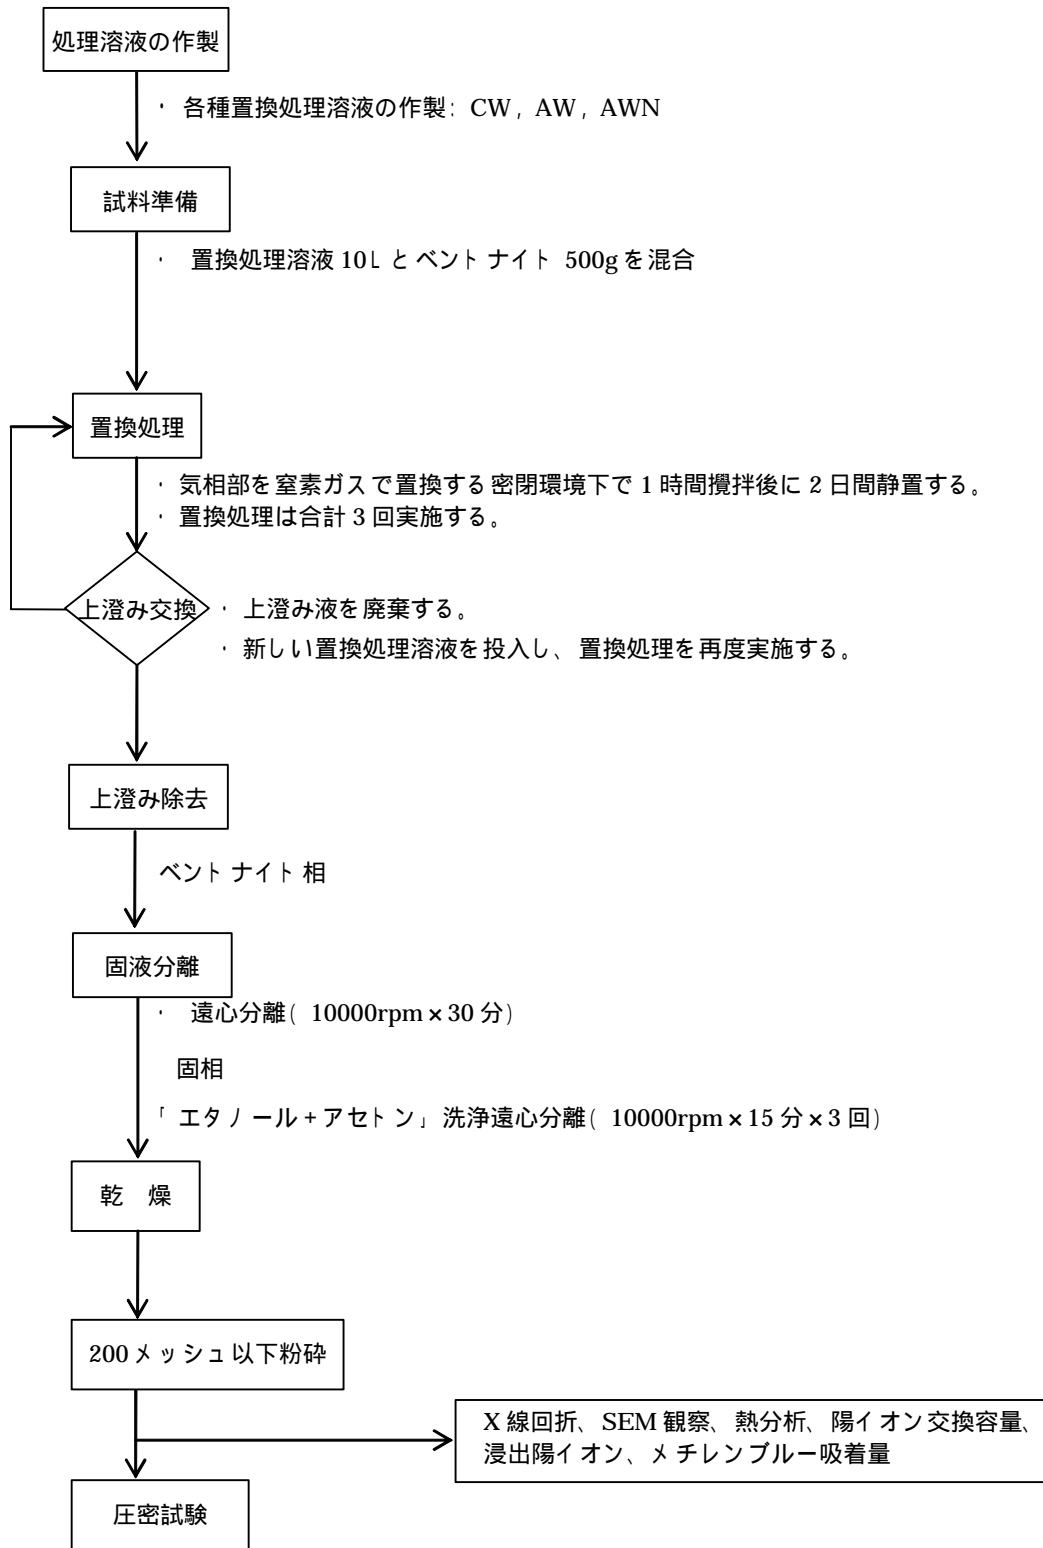 処理溶液の作製
・ 各種置換処理溶液の作製: CW, AW, AWN
試料準備
・ 置換処理溶液 10L とベントナイト 500g を混合
置換処理
・ 気相部を窒素ガスで置換する密閉環境下で 1 時間攪拌後に 2 日間静置する。
・ 置換処理は合計 3 回実施する。
上澄み交換
・ 上澄み液を廃棄する。
・ 新しい置換処理溶液を投入し、置換処理を再度実施する。
上澄み除去
ベントナイト相
固液分離
・ 遠心分離( 10000rpm×30 分)
固相
「エタノール+アセトン」洗浄遠心分離( 10000rpm×15 分×3 回)
乾 燥
200メッシュ以下粉砕
X 線回折、SEM 観察、熱分析、陽イオン交換容量、
浸出陽イオン、メチレンブルー吸着量
圧密試験